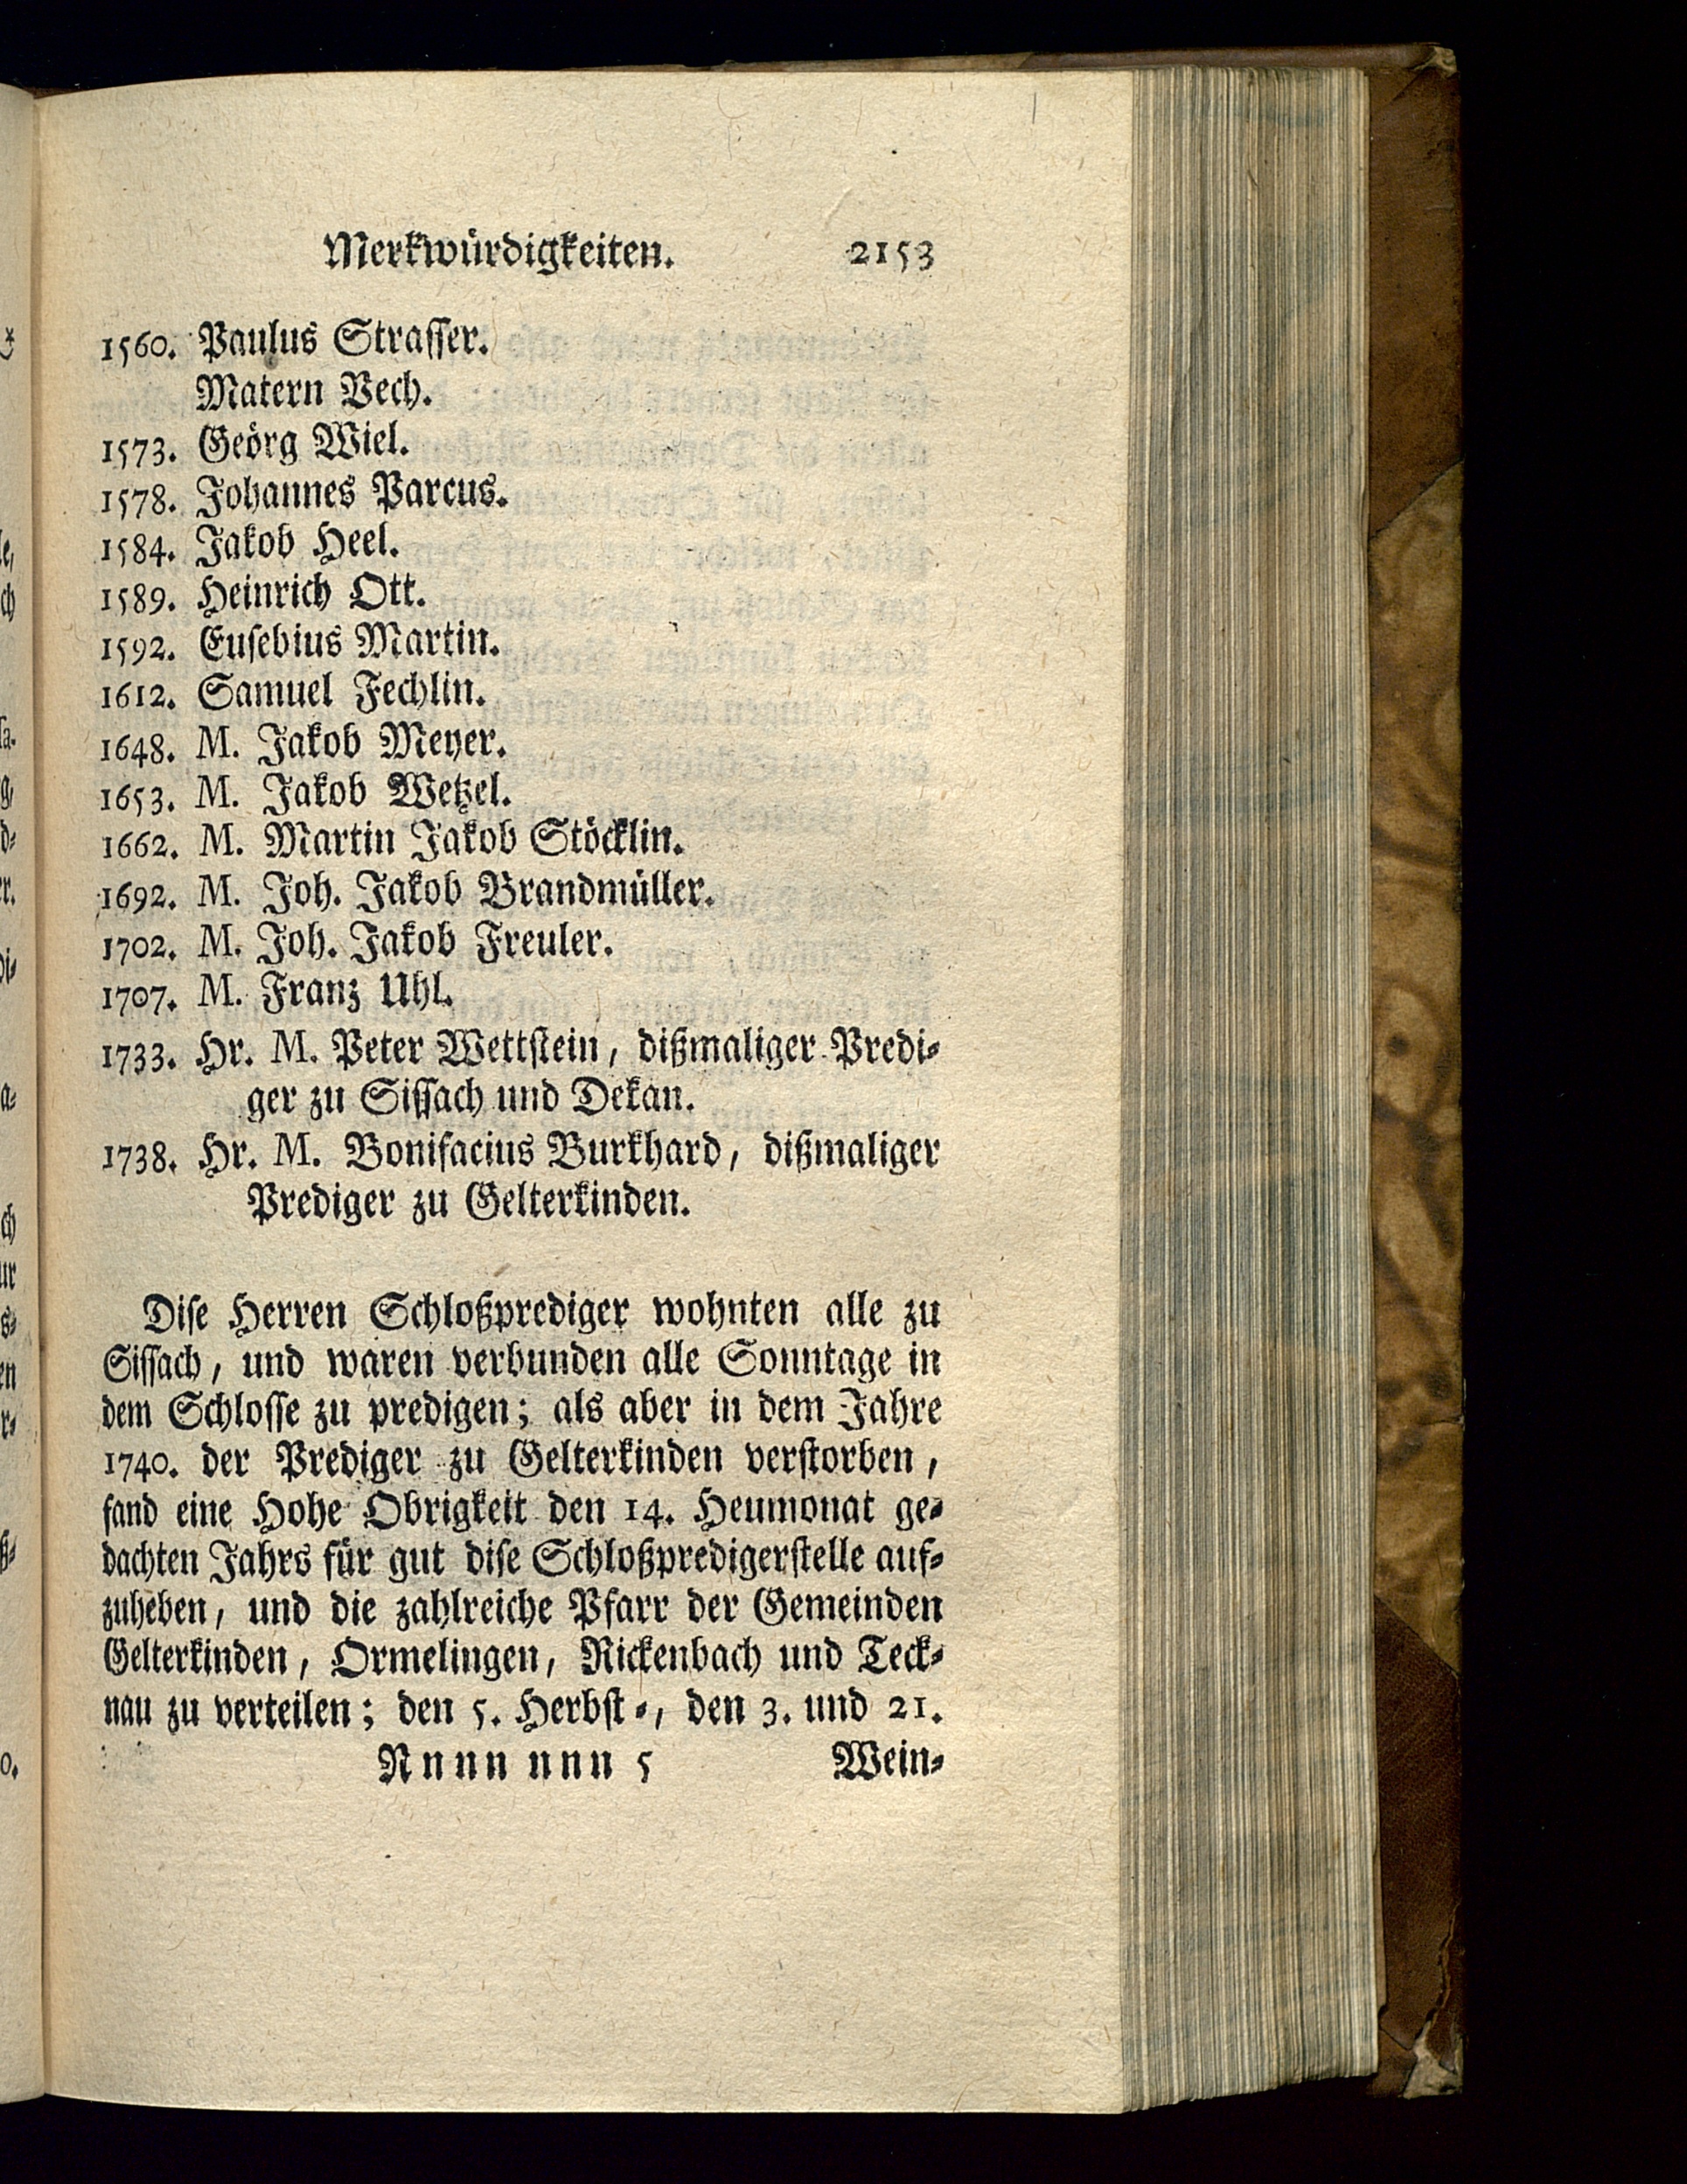 Merkwürdigkeiten. 2153
1560. Paulus Strasser.
Matern Vech.
1573. Geörg Wiel.
1578. Johannes Parcus.
1584. Jakob Heel.
1589. Heinrich Ott.
1592. Eusebius Martin.
1612. Samuel Fechlin.
1648. M. Jakob Meyer.
1653. M. Jakob Wetzel.
1662. M. Martin Jakob Stöcklin.
1692. M. Joh. Jakob Brandmüller.
1702. M. Joh. Jakob Freuler.
1707. M. Franz Uhl.
1733. Hr. M. Peter Wettstein, dißmaliger Predi-
ger zu Sissach und Dekan.
1738. Hr. M. Bonifacius Burkhard, dißmaliger
Prediger zu Gelterkinden.
Dise Herren Schloßprediger wohnten alle zu
Sissach, und waren verbunden alle Sonntage in
dem Schlosse zu predigen; als aber in dem Jahre
1740. der Prediger zu Gelterkinden verstorben,
fand eine Hohe Obrigkeit den 14. Heumonat ge-
dachten Jahrs für gut dise Schloßpredigerstelle auf-
zuheben, und die zahlreiche Pfarr der Gemeinden
Gelterkinden, Ormelingen, Rickenbach und Teck-
nau zu verteilen; den 5. Herbst-, den 3. und 21.
Nnnn nnn 5 Wein-